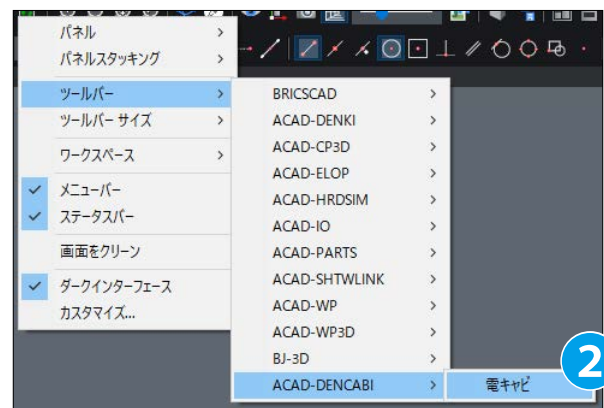 パネル
パネルスタッキング
ツールバー
ツールバー サイズ
ワークスペース
メニューバー
ステータスバー
画面をクリーン
ダークインターフェース
カスタマイズ...
BRICSCAD
ACAD-DENKI
ACAD-CP3D
ACAD-ELOP
ACAD-HRDSIM
ACAD-IO
ACAD-PARTS
ACAD-SHTWLINK
ACAD-WP
ACAD-WP3D
BJ-3D
ACAD-DENCABI
電キャビ
2